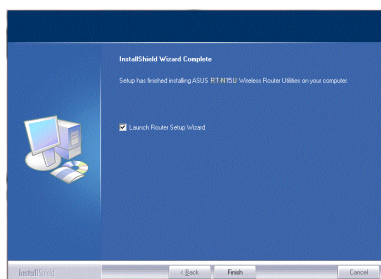 InstallShield Wizard Complete
Setup has finished installing ASUS RT-N15U Wireless Router Utilities on your computer.
Launch Router Setup Wizard
InstallShield
< Back
Finish
Cancel